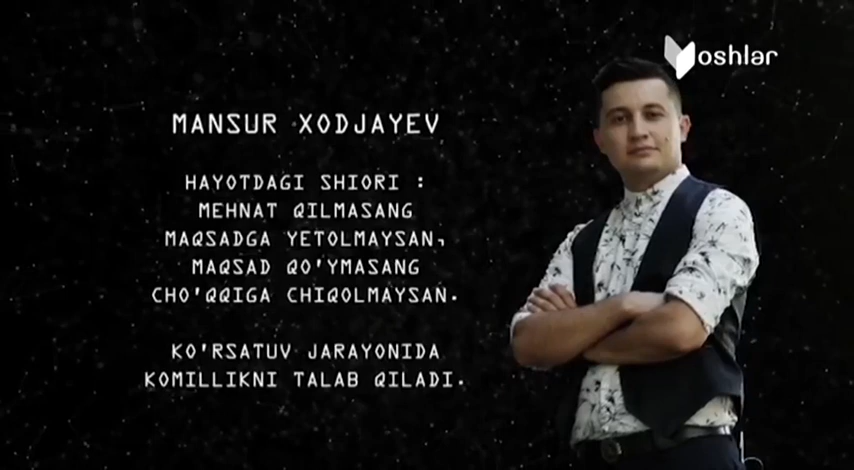 Yoshlar
MANSUR XODJAYEV
HAYOTDAGI SHIORI :
MEHNAT QILMASANG
MAQSADGA YETOLMAYSAN,
MAQSAD QO'YMASANG
CHO'QQIGA CHIQOLMAYSAN.
KO'RSATUV JARAYONIDA
KOMILLIKNI TALAB QILADI.